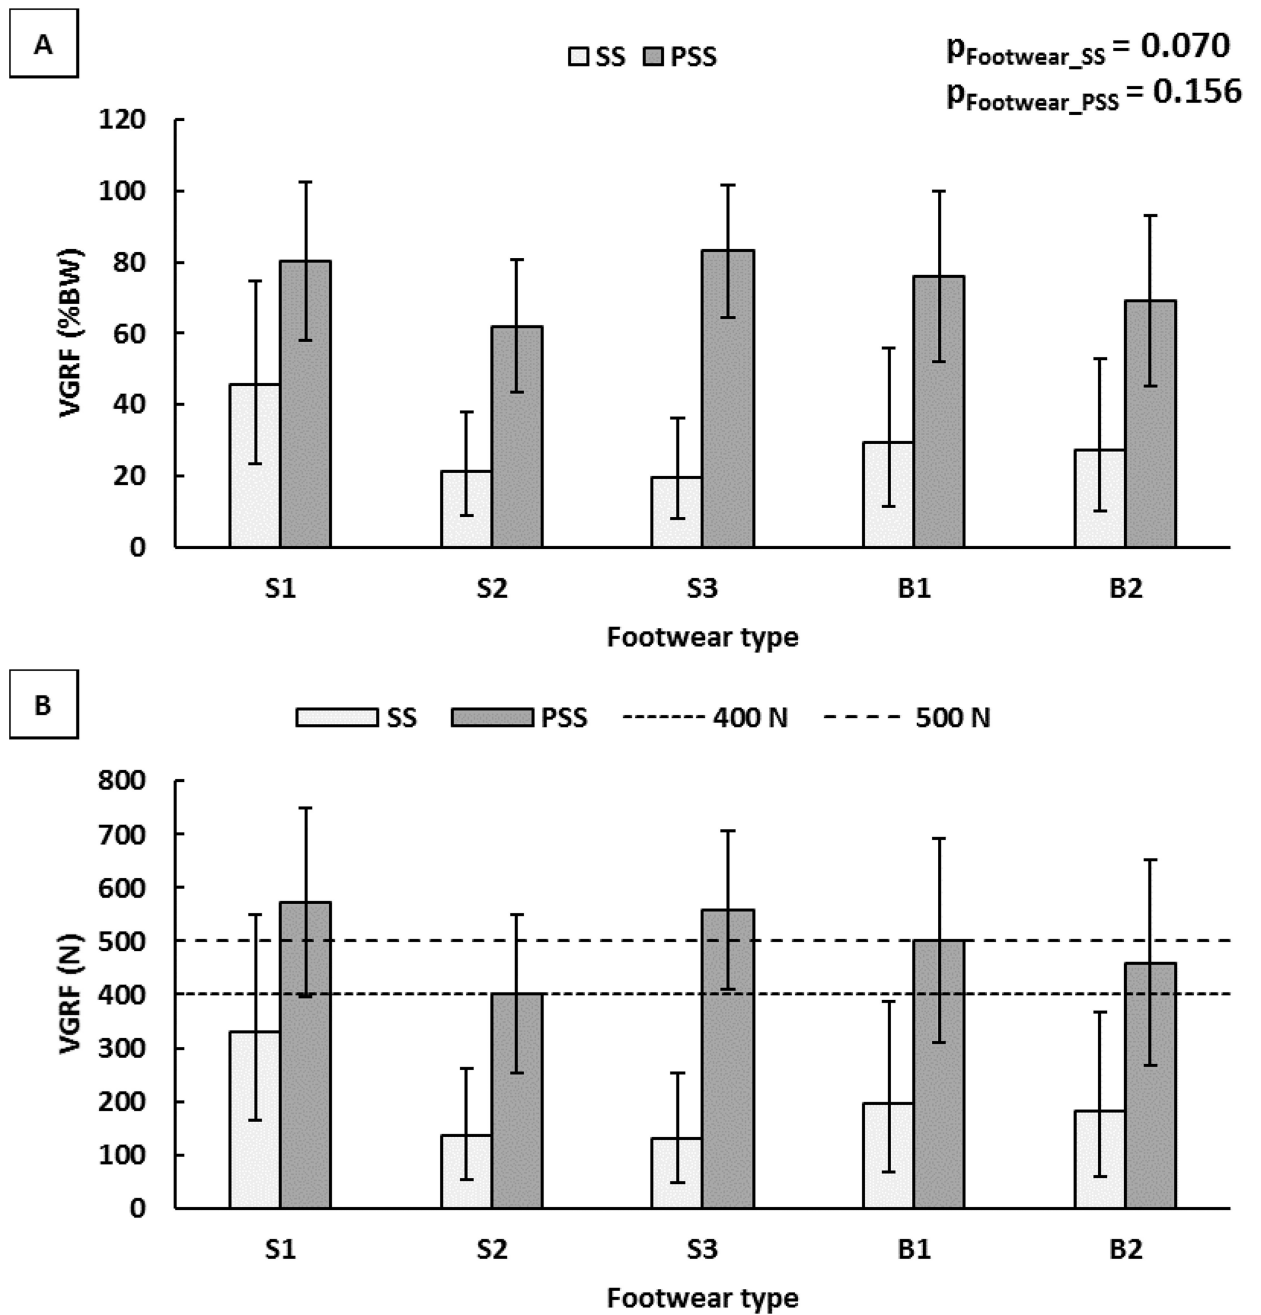 A
SS PSS
pFootwear_SS = 0.070
pFootwear_PSS = 0.156
120
100
80
60
40
20
0
VGRF (%BW)
S1 S2 S3 B1 B2
Footwear type
B
SS PSS 400 N 500 N
800
700
600
500
400
300
200
100
0
VGRF (N)
S1 S2 S3 B1 B2
Footwear type